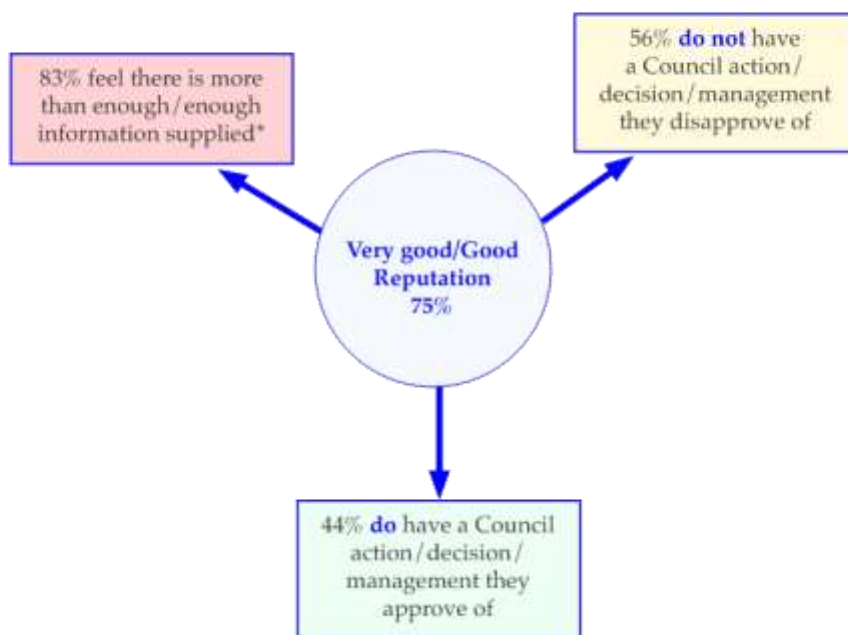 83% feel there is more
than enough/enough
information supplied*
56% do not have
a Council action/
decision/management
they disapprove of
Very good/Good
Reputation
75%
44% do have a Council
action/decision/
management they
approve of